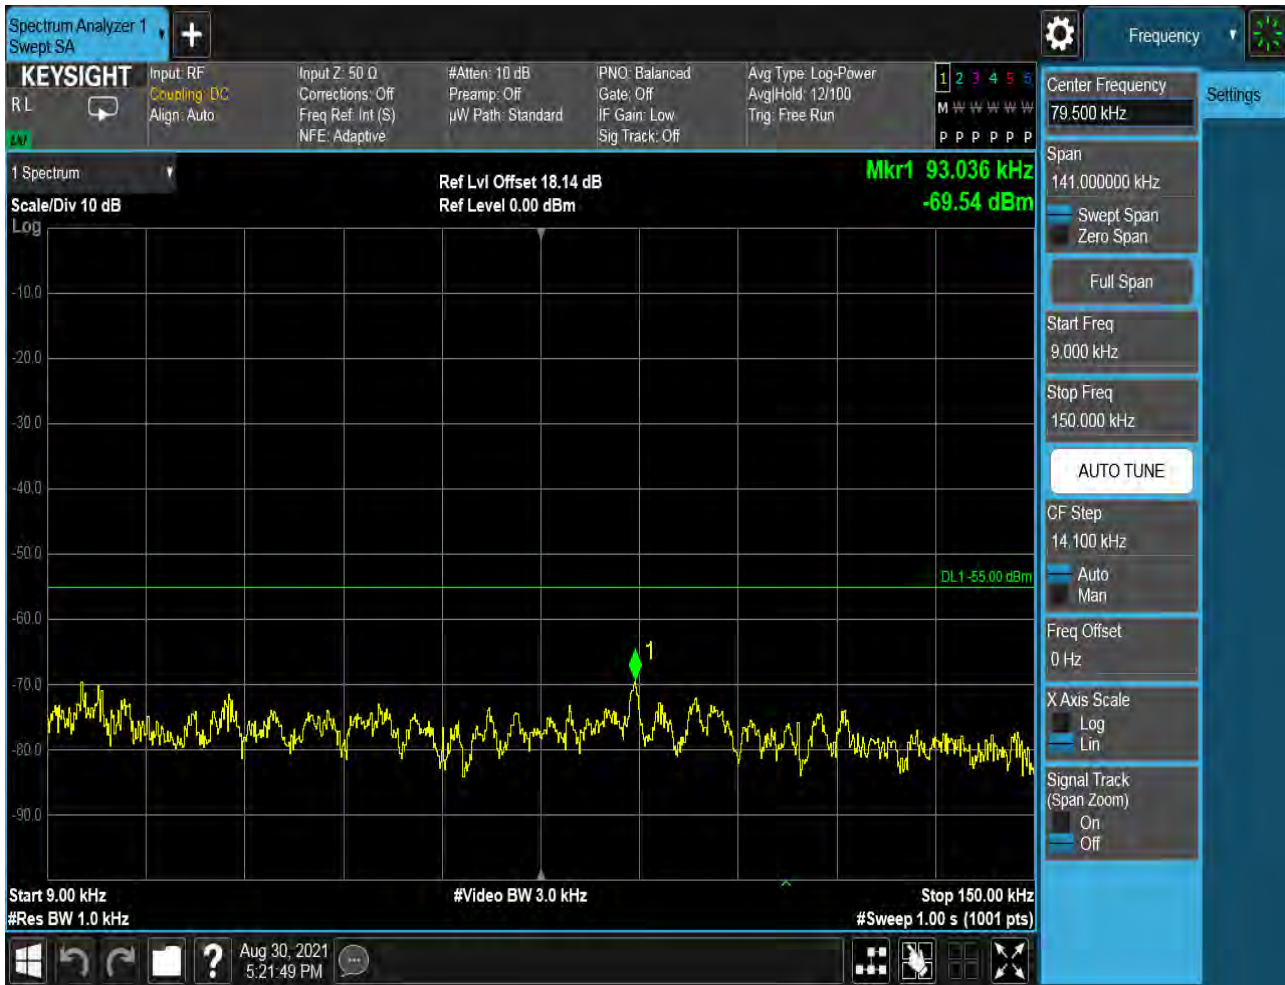 Spectrum Analyzer 1
Swept SA
Frequency
KEYSIGHT
R L
LXI
Input: RF
Coupling: DC
Align: Auto
Input Z: 50 Ω
Corrections: Off
Freq Ref: Int (S)
NFE: Adaptive
#Atten: 10 dB
Preamp: Off
µW Path: Standard
PNO: Balanced
Gate: Off
IF Gain: Low
Sig Track: Off
Avg Type: Log-Power
Avg|Hold: 12/100
Trig: Free Run
1 2 3 4 5 6
M W W W W W
P P P P P P
1 Spectrum
Scale/Div 10 dB
Log
Ref Lvl Offset 18.14 dB
Ref Level 0.00 dBm
Mkr1 93.036 kHz
-69.54 dBm
-10.0
-20.0
-30.0
-40.0
-50.0
DL1 -55.00 dBm
-60.0
1
-70.0
-80.0
-90.0
Start 9.00 kHz
#Video BW 3.0 kHz
Stop 150.00 kHz
#Res BW 1.0 kHz
#Sweep 1.00 s (1001 pts)
Center Frequency
79.500 kHz
Settings
Span
141.000000 kHz
Swept Span
Zero Span
Full Span
Start Freq
9.000 kHz
Stop Freq
150.000 kHz
AUTO TUNE
CF Step
14.100 kHz
Auto
Man
Freq Offset
0 Hz
X Axis Scale
Log
Lin
Signal Track
(Span Zoom)
On
Off
?
Aug 30, 2021
5:21:49 PM